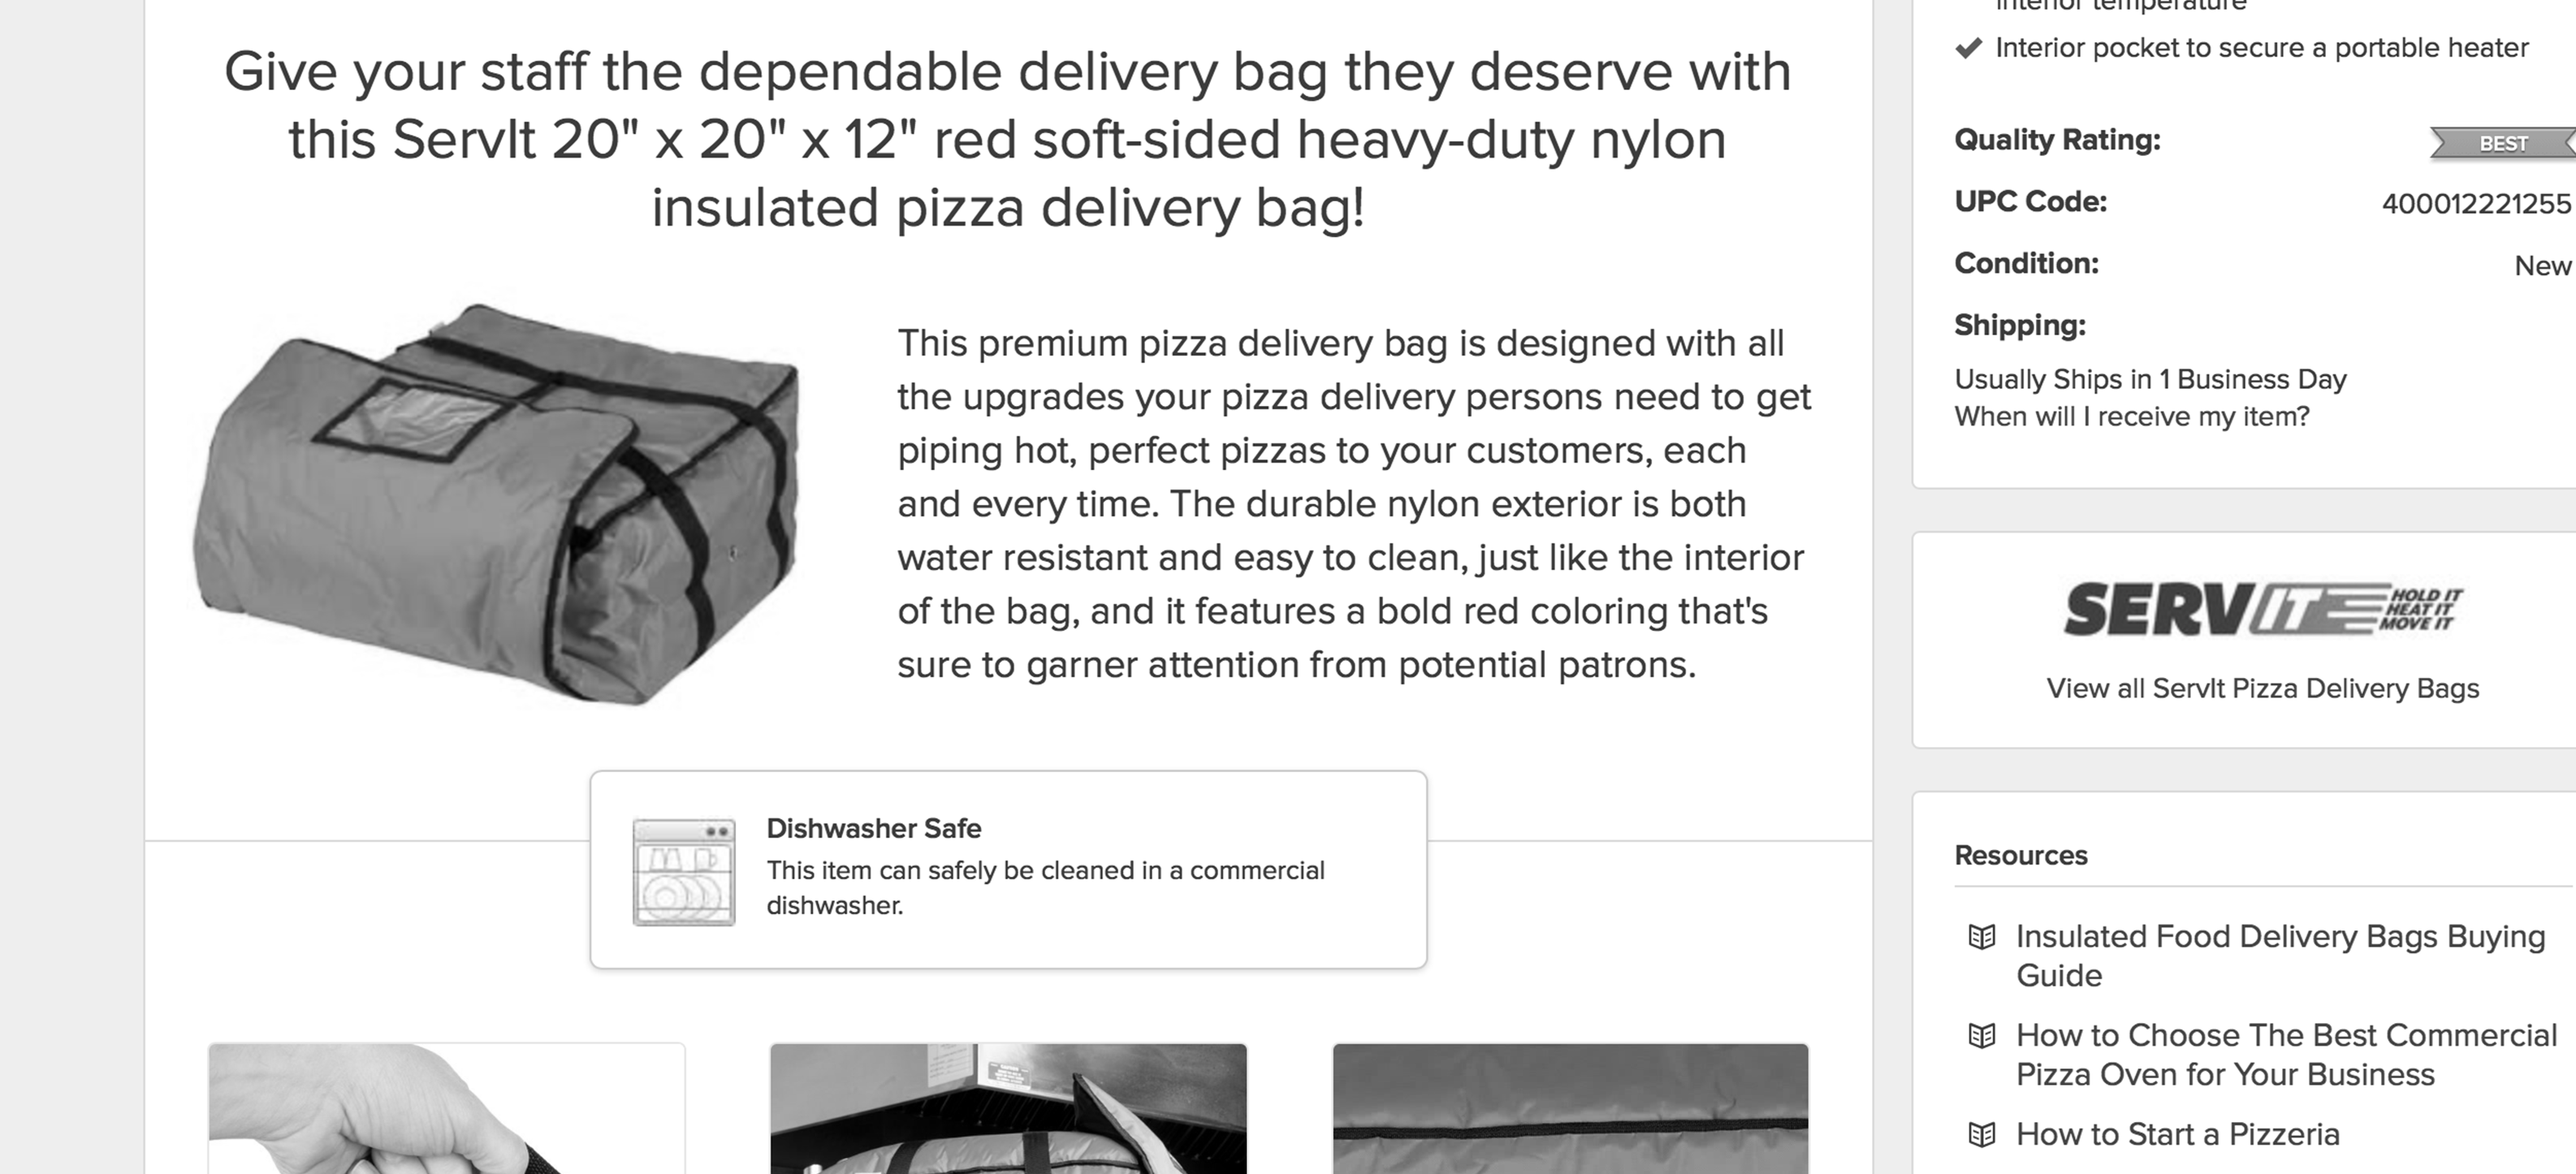 Give your staff the dependable delivery bag they deserve with
this ServIt 20" x 20" x 12" red soft-sided heavy-duty nylon
insulated pizza delivery bag!
This premium pizza delivery bag is designed with all
the upgrades your pizza delivery persons need to get
piping hot, perfect pizzas to your customers, each
and every time. The durable nylon exterior is both
water resistant and easy to clean, just like the interior
of the bag, and it features a bold red coloring that's
sure to garner attention from potential patrons.
Dishwasher Safe
This item can safely be cleaned in a commercial
dishwasher.
interior temperature
Interior pocket to secure a portable heater
Quality Rating: BEST
UPC Code: 400012221255
Condition: New
Shipping:
Usually Ships in 1 Business Day
When will I receive my item?
SERVIT HOLD IT
HEAT IT
MOVE IT
View all ServIt Pizza Delivery Bags
Resources
Insulated Food Delivery Bags Buying
Guide
How to Choose The Best Commercial
Pizza Oven for Your Business
How to Start a Pizzeria